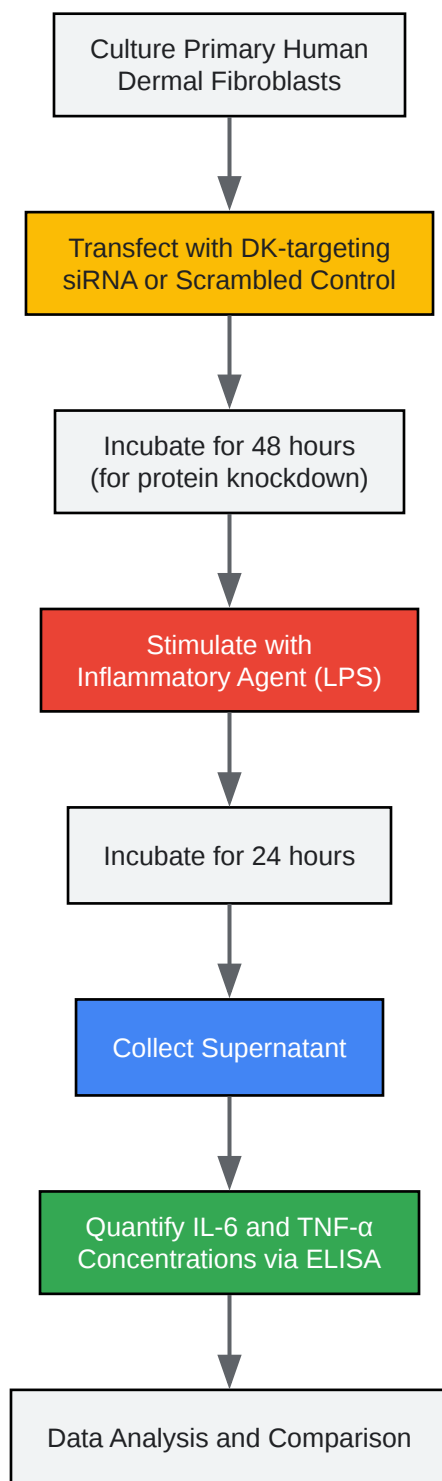 Culture Primary Human
Dermal Fibroblasts
Transfect with DK-targeting
siRNA or Scrambled Control
Incubate for 48 hours
(for protein knockdown)
Stimulate with
Inflammatory Agent (LPS)
Incubate for 24 hours
Collect Supernatant
Quantify IL-6 and TNF-α
Concentrations via ELISA
Data Analysis and Comparison